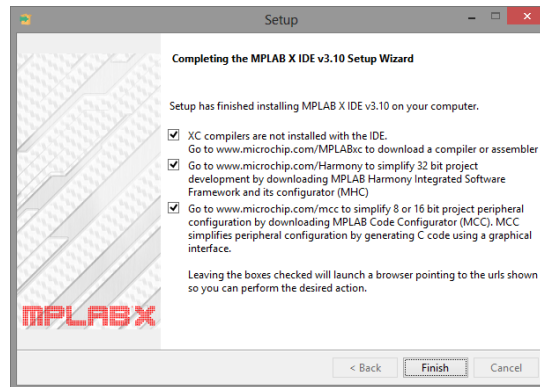 Setup
Completing the MPLAB X IDE v3.10 Setup Wizard
Setup has finished installing MPLAB X IDE v3.10 on your computer.
XC compilers are not installed with the IDE.
Go to www.microchip.com/MPLABxc to download a compiler or assembler
Go to www.microchip.com/Harmony to simplify 32 bit project
development by downloading MPLAB Harmony Integrated Software
Framework and its configurator (MHC)
Go to www.microchip.com/mcc to simplify 8 or 16 bit project peripheral
configuration by downloading MPLAB Code Configurator (MCC). MCC
simplifies peripheral configuration by generating C code using a graphical
interface.
Leaving the boxes checked will launch a browser pointing to the urls shown
so you can perform the desired action.
MPLABX
< Back
Finish
Cancel